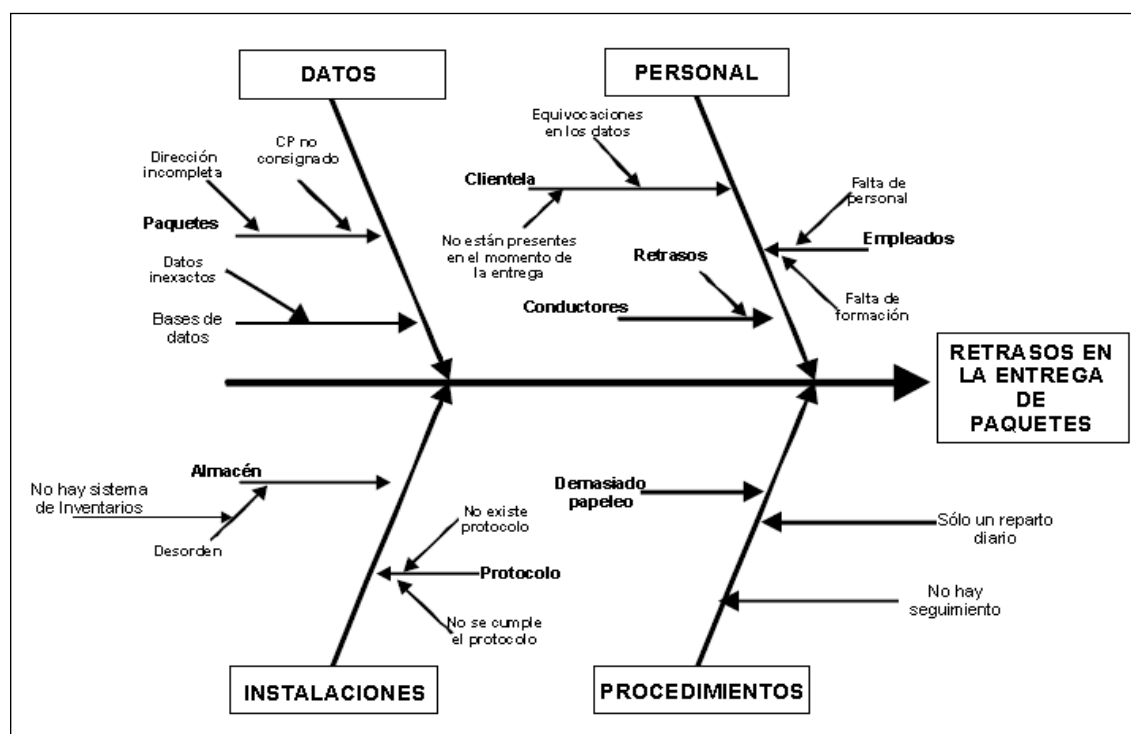 DATOS
PERSONAL
Equivocaciones
en los datos
CP no
consignado
Dirección
incompleta
Clientela
Falta de
personal
Paquetes
No están presentes
en el momento de
la entrega
Retrasos
Empleados
Datos
inexactos
Conductores
Falta de
formación
Bases de
datos
RETRASOS EN
LA ENTREGA
DE
PAQUETES
Almacén
Demasiado
papeleo
No hay sistema
de Inventarios
No existe
protocolo
Sólo un reparto
diario
Desorden
Protocolo
No hay
seguimiento
No se cumple
el protocolo
INSTALACIONES
PROCEDIMIENTOS